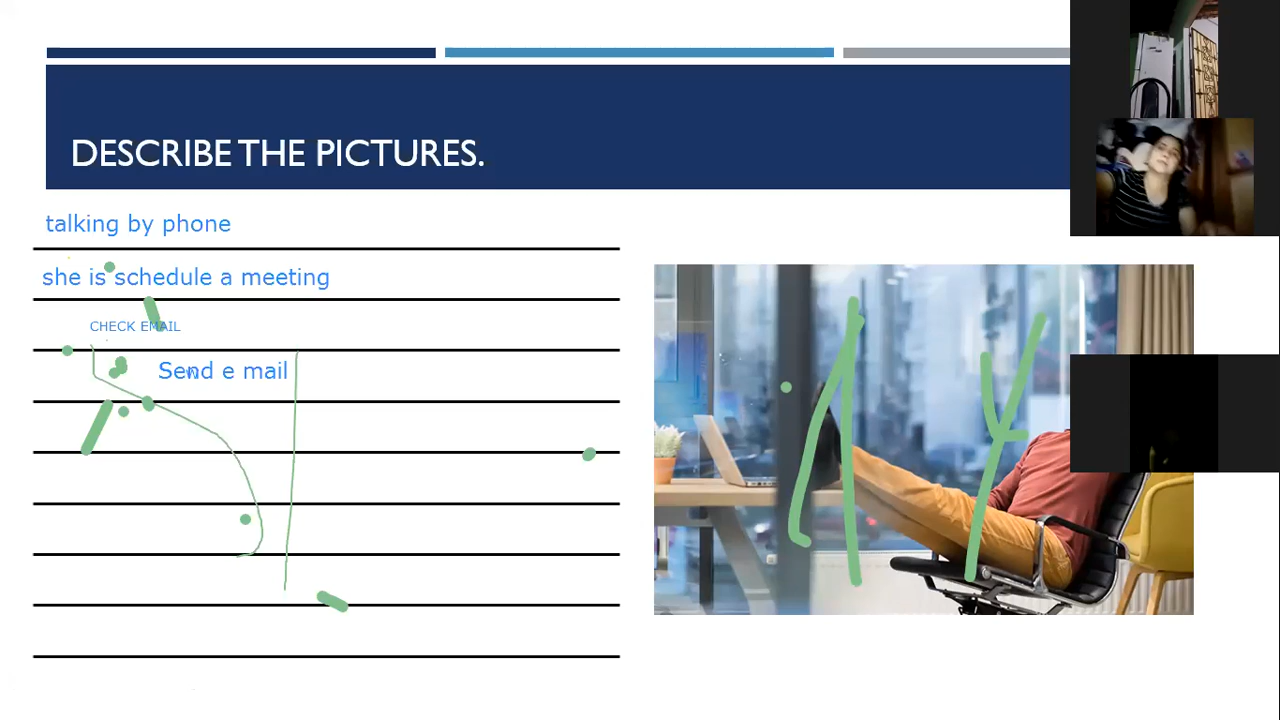 DESCRIBE THE PICTURES.
talking by phone
she is schedule a meeting
CHECK EMAIL
Send e mail